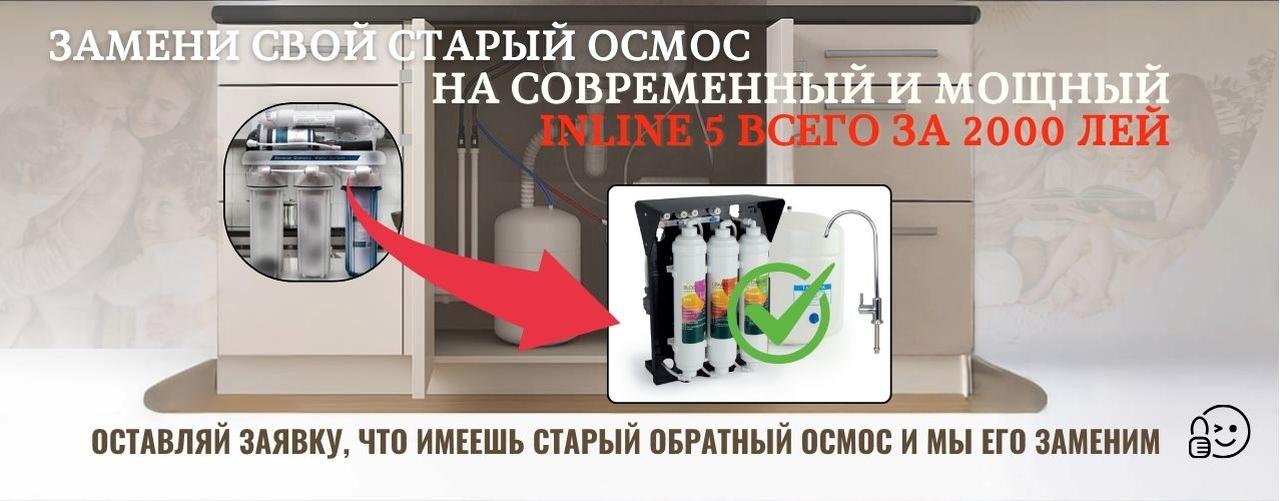 ЗАМЕНИ СВОЙ СТАРЫЙ ОСМОС
НА СОВРЕМЕННЫЙ И МОЩНЫЙ
INLINE 5 ВСЕГО ЗА 2000 ЛЕЙ
ОСТАВЛЯЙ ЗАЯВКУ, ЧТО ИМЕЕШЬ СТАРЫЙ ОБРАТНЫЙ ОСМОС И МЫ ЕГО ЗАМЕНИМ